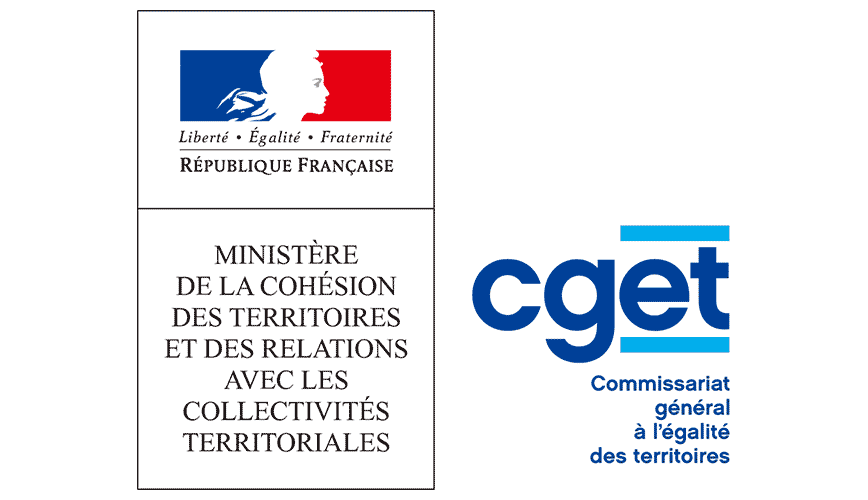 Liberté • Égalité • Fraternité
RÉPUBLIQUE FRANÇAISE
MINISTÈRE
DE LA COHÉSION
DES TERRITOIRES
ET DES RELATIONS
AVEC LES
COLLECTIVITÉS
TERRITORIALES
cget
Commissariat
général
à l'égalité
des territoires